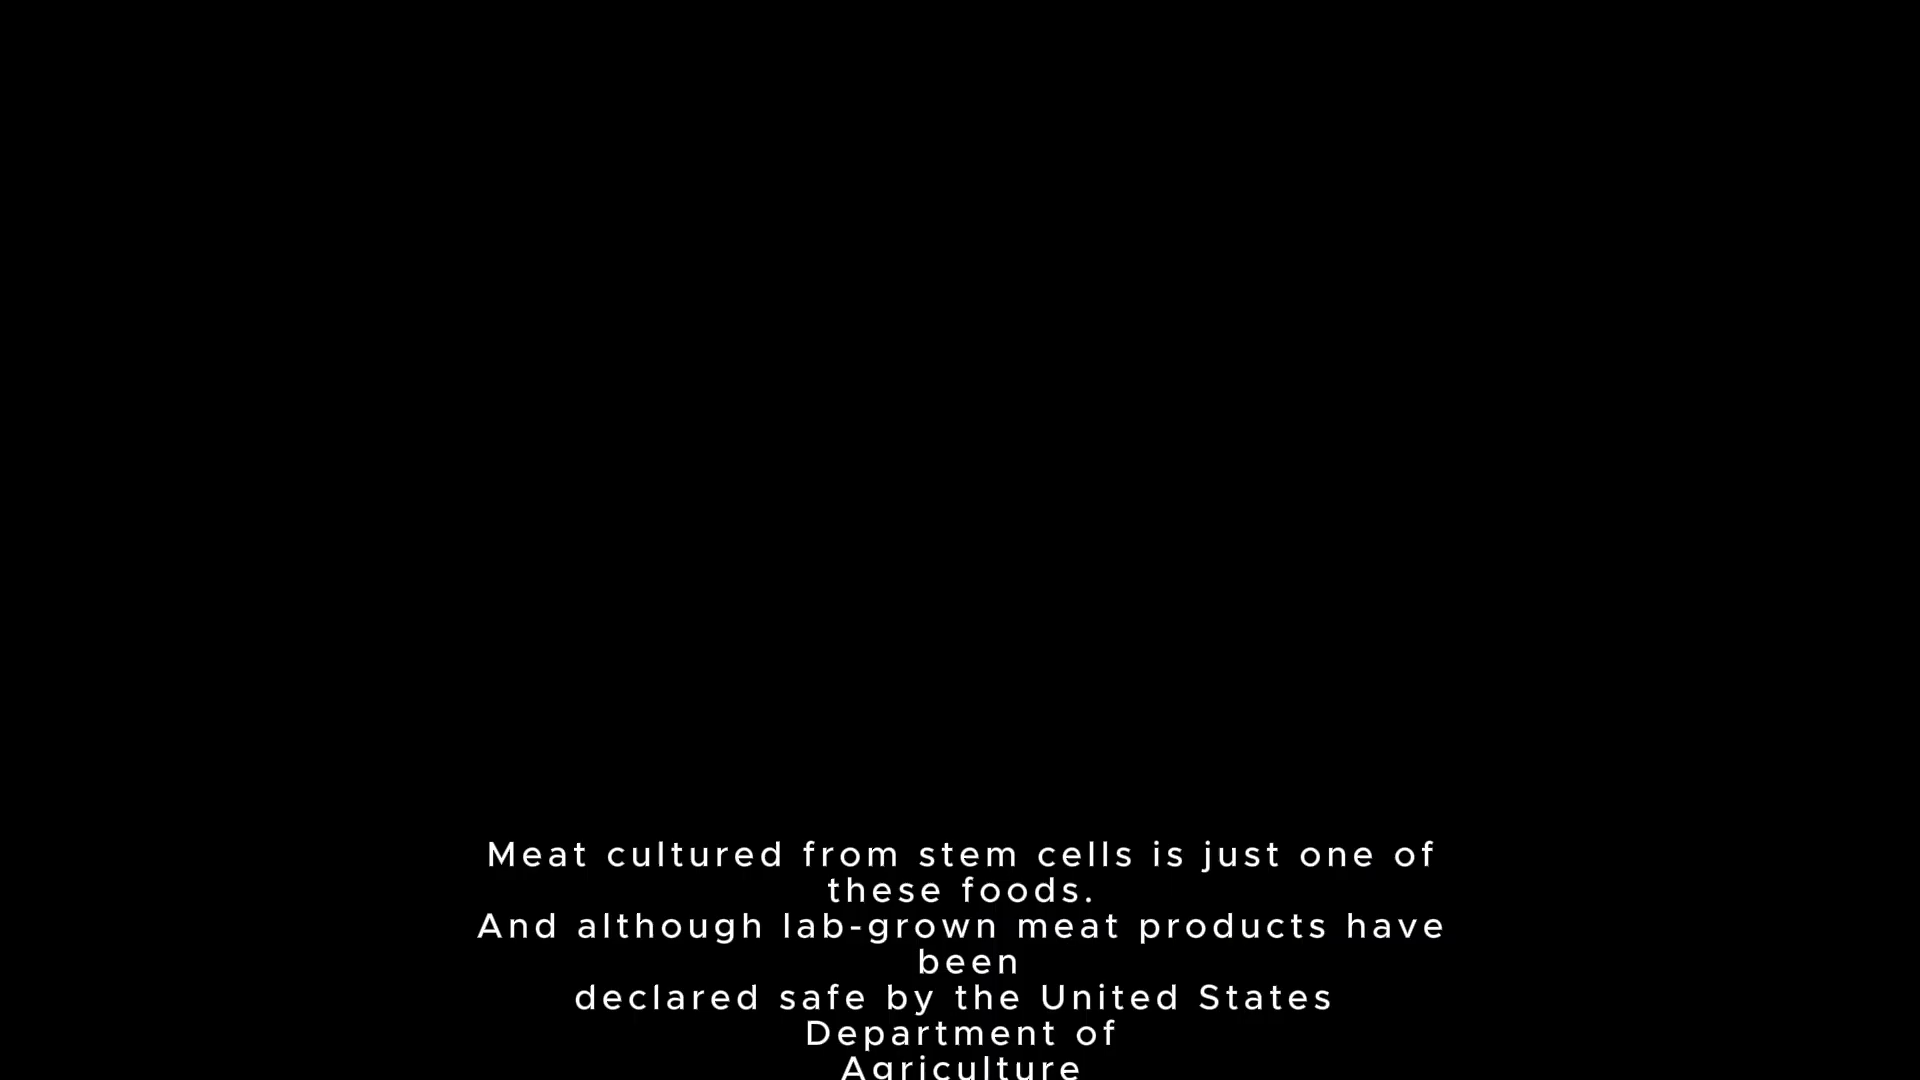 Meat cultured from stem cells is just one of
these foods.
And although lab-grown meat products have
been
declared safe by the United States
Department of
Agriculture